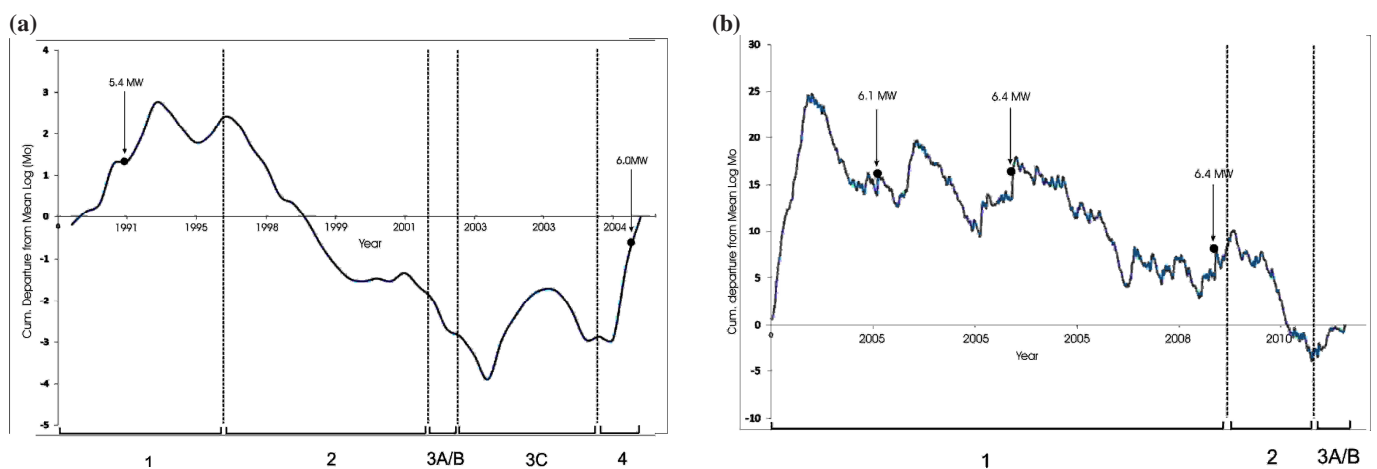 (a)
Cum. Departure from Mean Log (Mo)
4
3
2
1
0
-1
-2
-3
-4
-5
5.4 MW
6.0MW
0 1991 1995 1998 1999 2001 2003 2003 2004
Year
1 2 3A/B 3C 4
(b)
Cum. departure from Mean Log Mo
30
25
20
15
10
5
0
-5
-10
6.1 MW
6.4 MW
6.4 MW
0 2005 2005 2005 2008 2010
Year
1 2 3A/B